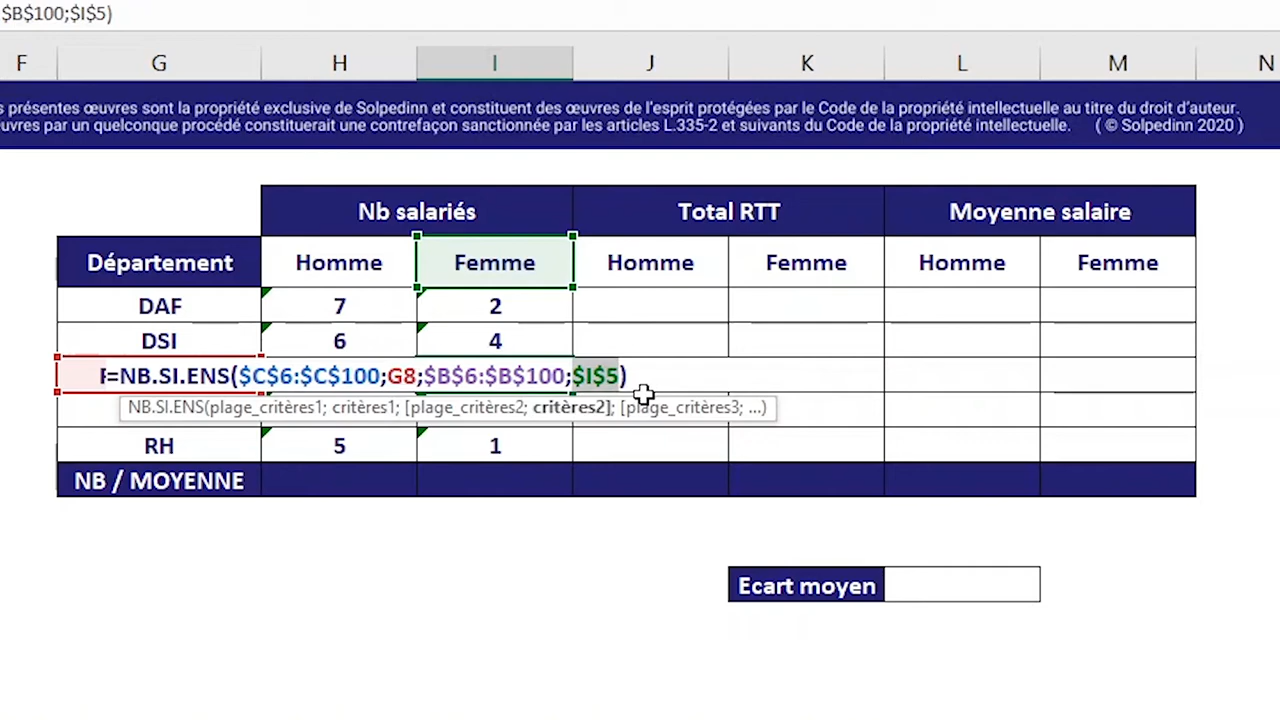 $B$100;$I$5)
F G H I J K L M N
s présentes œuvres sont la propriété exclusive de Solpedinn et constituent des œuvres de l'esprit protégées par le Code de la propriété intellectuelle au titre du droit d'auteur.
uvres par un quelconque procédé constituerait une contrefaçon sanctionnée par les articles L.335-2 et suivants du Code de la propriété intellectuelle. ( © Solpedinn 2020 )
Nb salariés Total RTT Moyenne salaire
Département Homme Femme Homme Femme Homme Femme
DAF 7 2
DSI 6 4
=NB.SI.ENS($C$6:$C$100;G8;$B$6:$B$100;$I$5)
NB.SI.ENS(plage_critères1; critères1; [plage_critères2; critères2]; [plage_critères3; ...)
RH 5 1
NB / MOYENNE
Ecart moyen